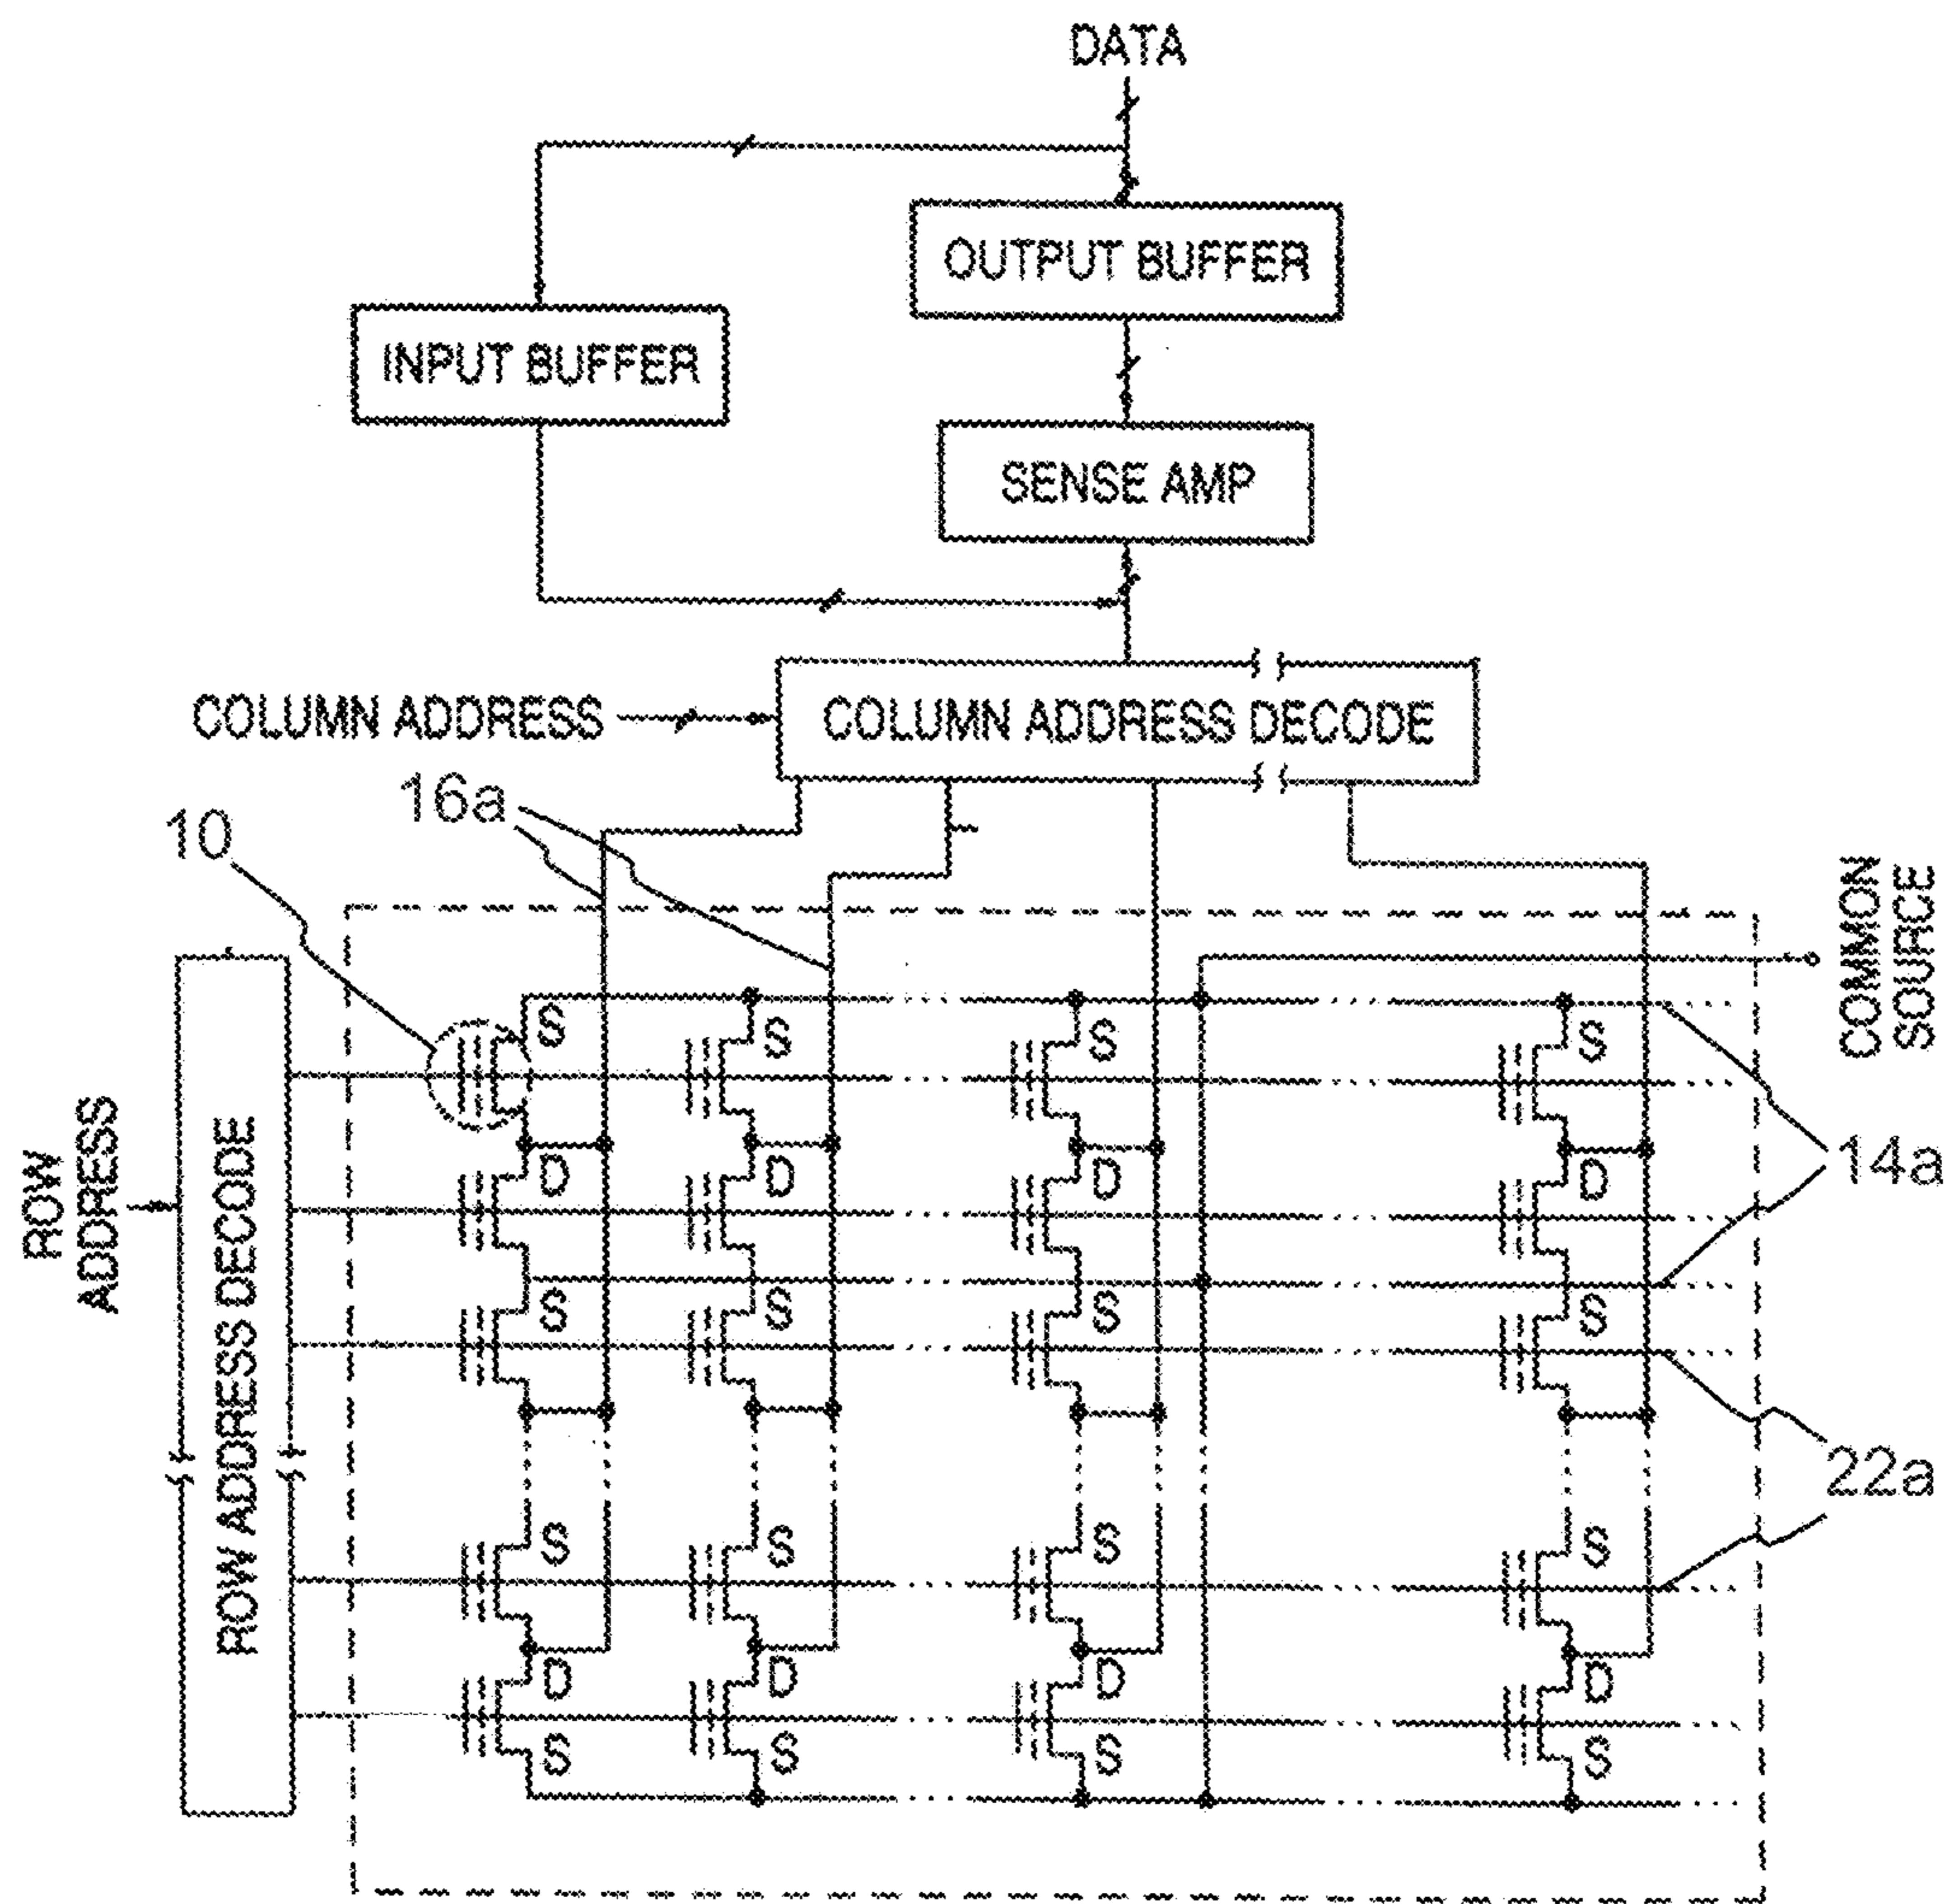 DATA
OUTPUT BUFFER
INPUT BUFFER
SENSE AMP
COLUMN ADDRESS
COLUMN ADDRESS DECODE
16a
10
COMMON
SOURCE
S S S S
ROW
ADDRESS
ROW ADDRESS DECODE
D D D D
14a
S S S S
22a
S S S S
D D D D
S S S S